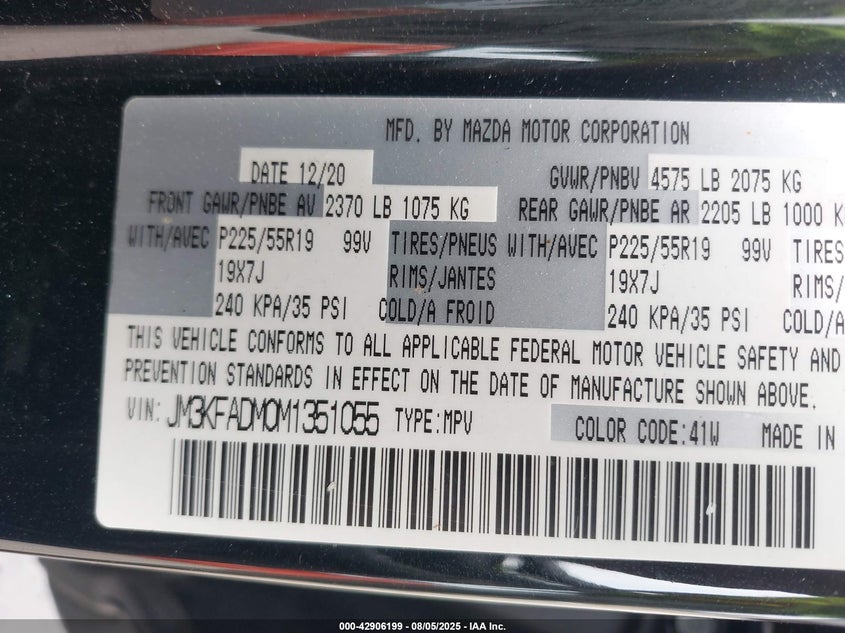 MFD. BY MAZDA MOTOR CORPORATION
DATE 12/20 GVWR/PNBV 4575 LB 2075 KG
FRONT GAWR/PNBE AV 2370 LB 1075 KG REAR GAWR/PNBE AR 2205 LB 1000 K
WITH/AVEC P225/55R19 99V TIRES/PNEUS WITH/AVEC P225/55R19 99V TIRES
19X7J RIMS/JANTES 19X7J RIMS/
240 KPA/35 PSI COLD/A FROID 240 KPA/35 PSI COLD/A
THIS VEHICLE CONFORMS TO ALL APPLICABLE FEDERAL MOTOR VEHICLE SAFETY AND
PREVENTION STANDARDS IN EFFECT ON THE DATE OF MANUFACTURE SHOWN ABOVE.
VIN: JM3KFADM0M1351055 TYPE:MPV COLOR CODE:41W MADE IN
000-42906199 - 08/05/2025 - IAA Inc.